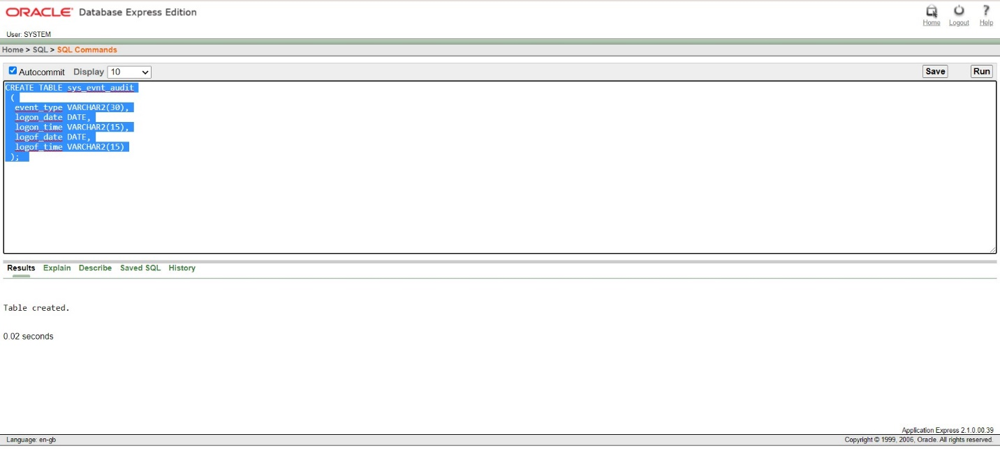 ORACLE Database Express Edition
Home Logout Help
User: SYSTEM
Home > SQL > SQL Commands
Autocommit Display 10 Save Run
CREATE TABLE sys_evnt_audit
(
event_type VARCHAR2(30),
logon_date DATE,
logon_time VARCHAR2(15),
logof_date DATE,
logof_time VARCHAR2(15)
);
Results Explain Describe Saved SQL History
Table created.
0.02 seconds
Application Express 2.1.0.00.39
Language: en-gb Copyright © 1999, 2006, Oracle. All rights reserved.